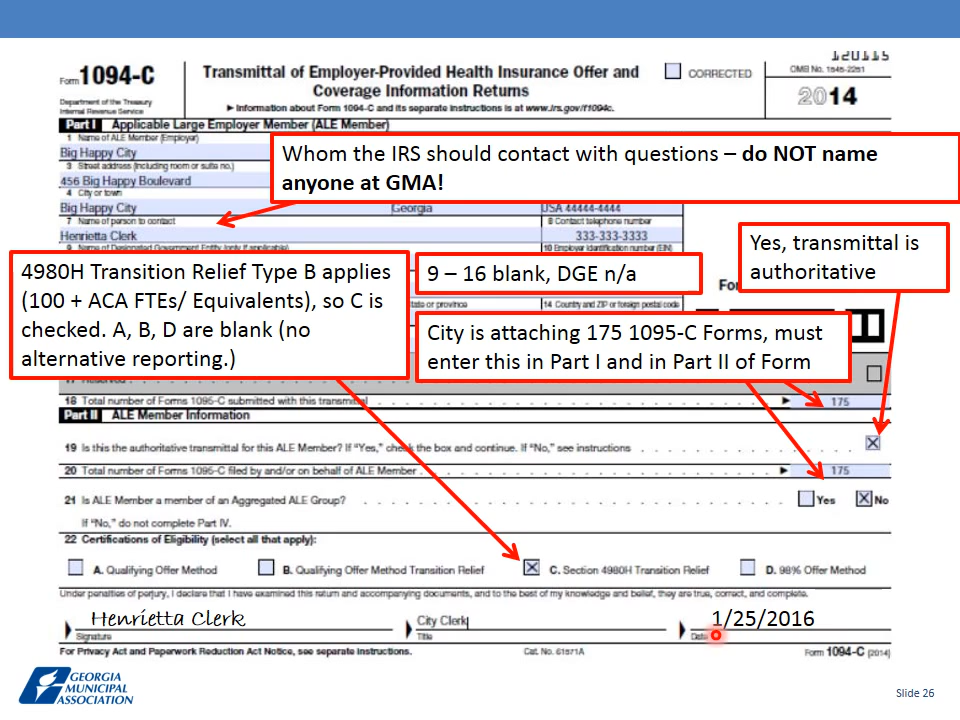 120115
Form 1094-C
Department of the Treasury
Internal Revenue Service
Transmittal of Employer-Provided Health Insurance Offer and
Coverage Information Returns
▶ Information about Form 1094-C and its separate instructions is at www.irs.gov/f1094c.
CORRECTED
OMB No. 1545-2251
2014
Part I Applicable Large Employer Member (ALE Member)
1 Name of ALE Member (Employer)
Big Happy City
3 Street address (including room or suite no.)
456 Big Happy Boulevard
4 City or town
Big Happy City
Georgia
USA 44444-4444
7 Name of person to contact
8 Contact telephone number
Henrietta Clerk
333-333-3333
9 Name of Designated Government Entity (only if applicable)
10 Employer identification number (EIN)
Whom the IRS should contact with questions – do NOT name
anyone at GMA!
Yes, transmittal is
authoritative
4980H Transition Relief Type B applies
(100 + ACA FTEs/ Equivalents), so C is
checked. A, B, D are blank (no
alternative reporting.)
9 – 16 blank, DGE n/a
For
state or province
14 Country and ZIP or foreign postal code
City is attaching 175 1095-C Forms, must
enter this in Part I and in Part II of Form
17 Reserved
18 Total number of Forms 1095-C submitted with this transmittal ▶ 175
Part II ALE Member Information
19 Is this the authoritative transmittal for this ALE Member? If "Yes," check the box and continue. If "No," see instructions
20 Total number of Forms 1095-C filed by and/or on behalf of ALE Member ▶ 175
21 Is ALE Member a member of an Aggregated ALE Group? Yes No
If "No," do not complete Part IV.
22 Certifications of Eligibility (select all that apply):
A. Qualifying Offer Method
B. Qualifying Offer Method Transition Relief
C. Section 4980H Transition Relief
D. 98% Offer Method
Under penalties of perjury, I declare that I have examined this return and accompanying documents, and to the best of my knowledge and belief, they are true, correct, and complete.
Henrietta Clerk
City Clerk
1/25/2016
Signature
Title
Date
For Privacy Act and Paperwork Reduction Act Notice, see separate instructions.
Cat. No. 61571A
Form 1094-C (2014)
GEORGIA
MUNICIPAL
ASSOCIATION
Slide 26